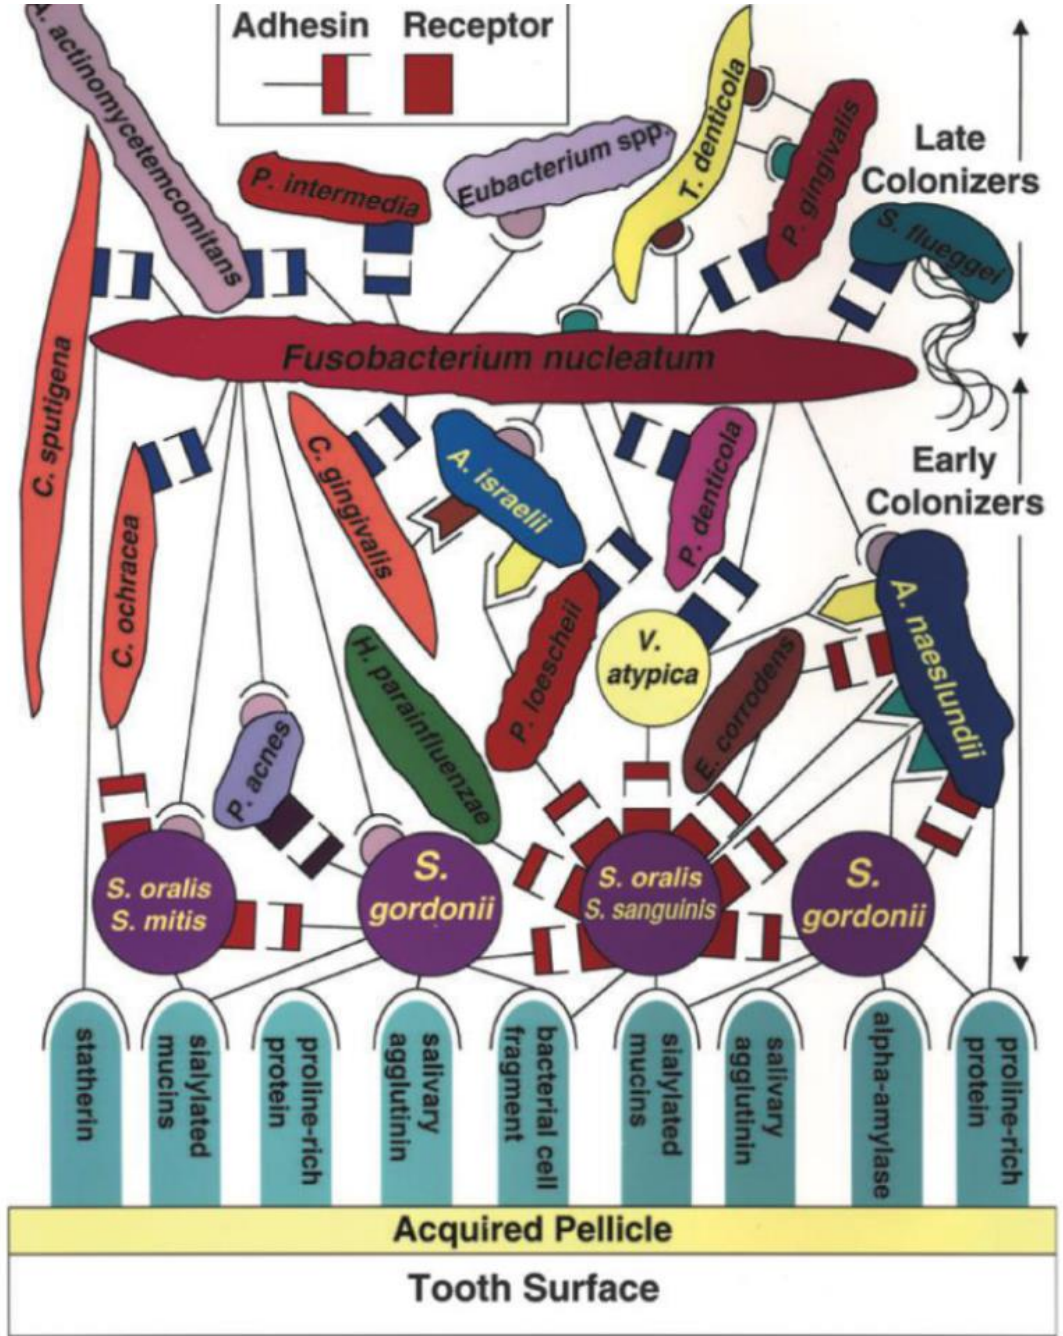 Adhesin Receptor
A. actinomycetemcomitans
P. intermedia
Eubacterium spp.
T. denticola
P. gingivalis
Late
Colonizers
S. flueggei
C. sputigena
Fusobacterium nucleatum
Early
Colonizers
C. ochracea
C. gingivalis
A. israelii
P. denticola
P. loescheii
V.
atypica
E. corrodens
A. naeslundii
H. parainfluenzae
P. acnes
S. oralis
S. mitis
S.
gordonii
S. oralis
S. sanguinis
S.
gordonii
statherin
sialylated
mucins
proline-rich
protein
salivary
agglutinin
bacterial cell
fragment
sialylated
mucins
salivary
agglutinin
alpha-amylase
proline-rich
protein
Acquired Pellicle
Tooth Surface